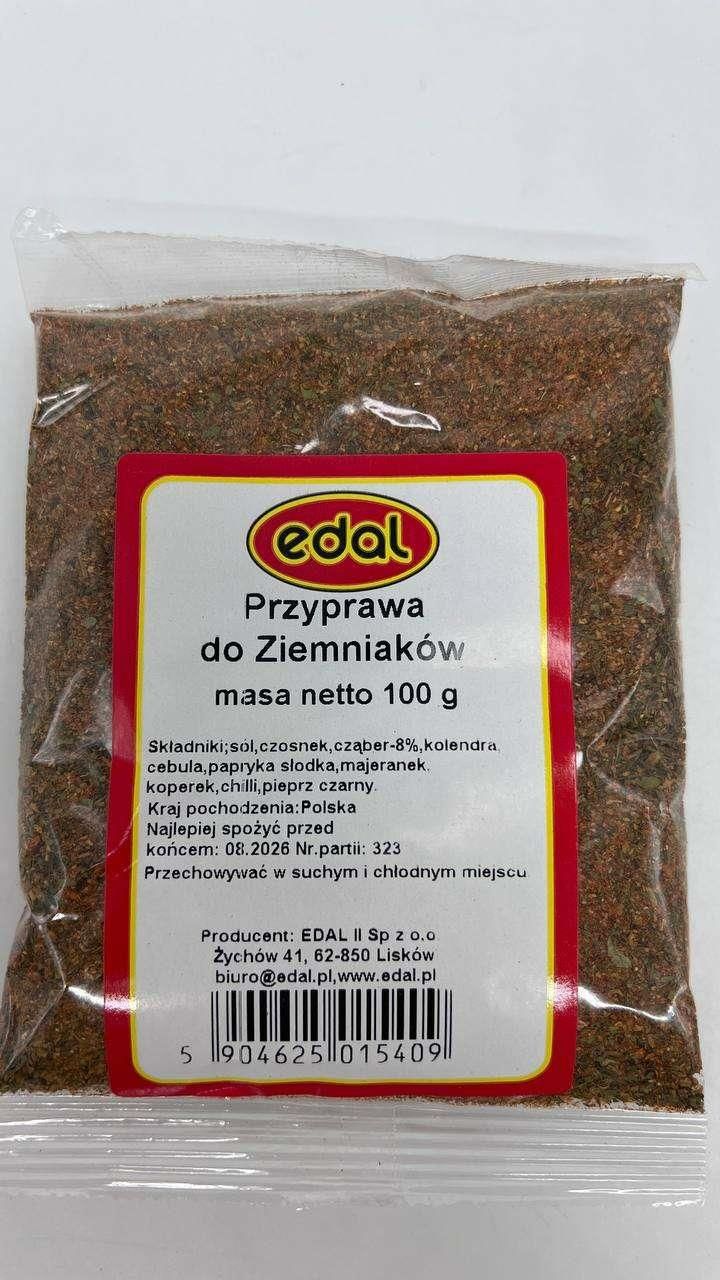 edal
Przyprawa
do Ziemniaków
masa netto 100 g
Składniki;sól,czosnek,cząber-8%,kolendra,
cebula,papryka słodka,majeranek,
koperek,chilli,pieprz czarny.
Kraj pochodzenia:Polska
Najlepiej spożyć przed
końcem: 08.2026 Nr.partii: 323
Przechowywać w suchym i chłodnym miejscu.
Producent: EDAL II Sp z o.o
Żychów 41, 62-850 Lisków
biuro@edal.pl,www.edal.pl
5 904625 015409